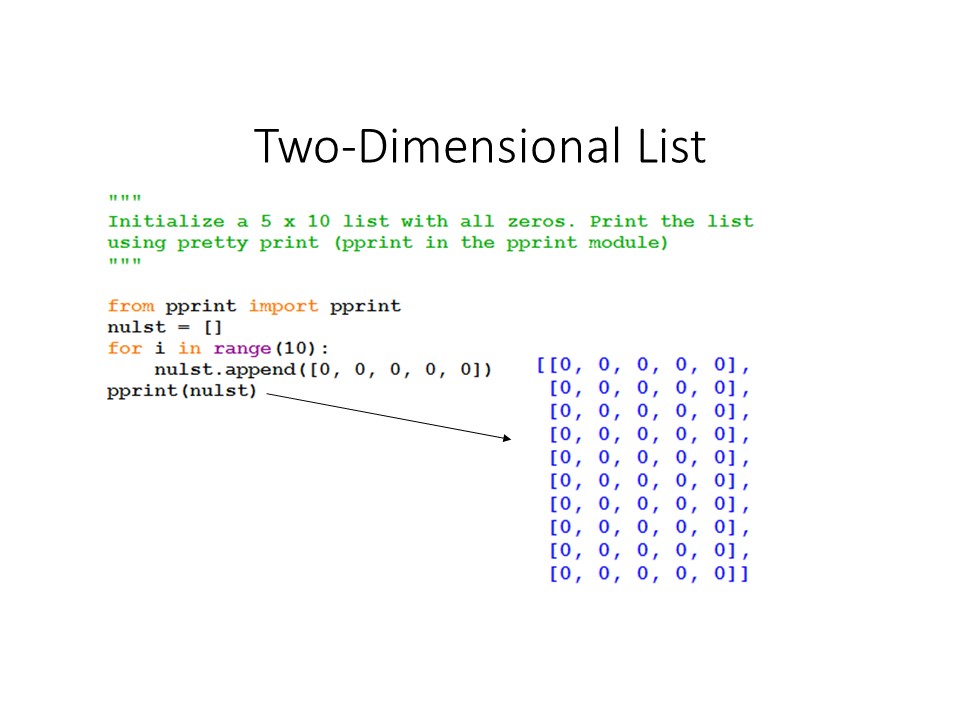 Two-Dimensional List
"""
Initialize a 5 x 10 list with all zeros. Print the list
using pretty print (pprint in the pprint module)
"""
from pprint import pprint
nulst = []
for i in range(10):
    nulst.append([0, 0, 0, 0, 0])
pprint(nulst)
[[0, 0, 0, 0, 0],
 [0, 0, 0, 0, 0],
 [0, 0, 0, 0, 0],
 [0, 0, 0, 0, 0],
 [0, 0, 0, 0, 0],
 [0, 0, 0, 0, 0],
 [0, 0, 0, 0, 0],
 [0, 0, 0, 0, 0],
 [0, 0, 0, 0, 0],
 [0, 0, 0, 0, 0]]